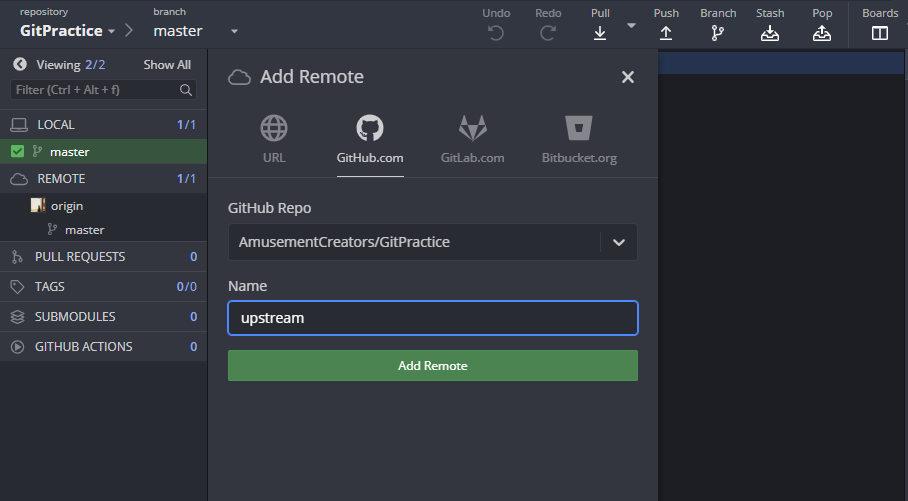 repository
GitPractice
branch
master
Undo
Redo
Pull
Push
Branch
Stash
Pop
Boards
Viewing 2/2
Show All
Filter (Ctrl + Alt + f)
LOCAL 1/1
master
REMOTE 1/1
origin
master
PULL REQUESTS 0
TAGS 0/0
SUBMODULES 0
GITHUB ACTIONS 0
Add Remote
URL
GitHub.com
GitLab.com
Bitbucket.org
GitHub Repo
AmusementCreators/GitPractice
Name
upstream
Add Remote